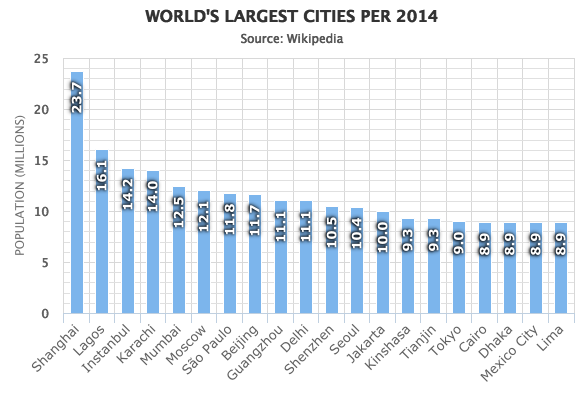 WORLD'S LARGEST CITIES PER 2014
Source: Wikipedia
POPULATION (MILLIONS)
25
20
15
10
5
0
23.7
16.1
14.2
14.0
12.5
12.1
11.8
11.7
11.1
11.1
10.5
10.4
10.0
9.3
9.3
9.0
8.9
8.9
8.9
8.9
Shanghai
Lagos
Instanbul
Karachi
Mumbai
Moscow
São Paulo
Beijing
Guangzhou
Delhi
Shenzhen
Seoul
Jakarta
Kinshasa
Tianjin
Tokyo
Cairo
Dhaka
Mexico City
Lima